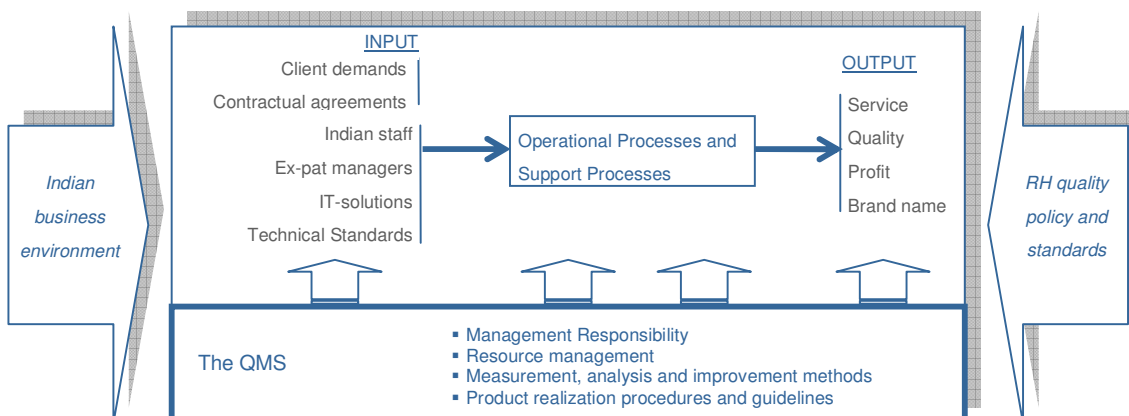 INPUT
Client demands
Contractual agreements
Indian staff
Ex-pat managers
IT-solutions
Technical Standards
Operational Processes and
Support Processes
OUTPUT
Service
Quality
Profit
Brand name
Indian
business
environment
RH quality
policy and
standards
The QMS
▪ Management Responsibility
▪ Resource management
▪ Measurement, analysis and improvement methods
▪ Product realization procedures and guidelines